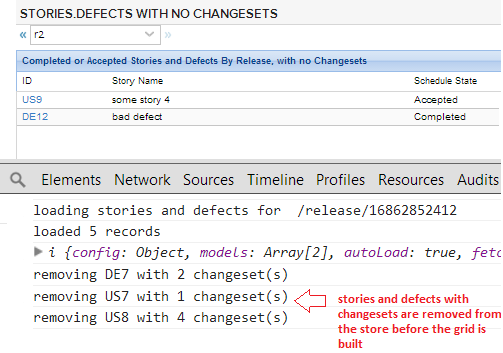 STORIES.DEFECTS WITH NO CHANGESETS
« r2 »
Completed or Accepted Stories and Defects By Release, with no Changesets
ID Story Name Schedule State
US9 some story 4 Accepted
DE12 bad defect Completed
Elements Network Sources Timeline Profiles Resources Audits
loading stories and defects for /release/16862852412
loaded 5 records
▶ i {config: Object, models: Array[2], autoLoad: true, fetc
removing DE7 with 2 changeset(s)
removing US7 with 1 changeset(s)
removing US8 with 4 changeset(s)
stories and defects with
changesets are removed from
the store before the grid is
built